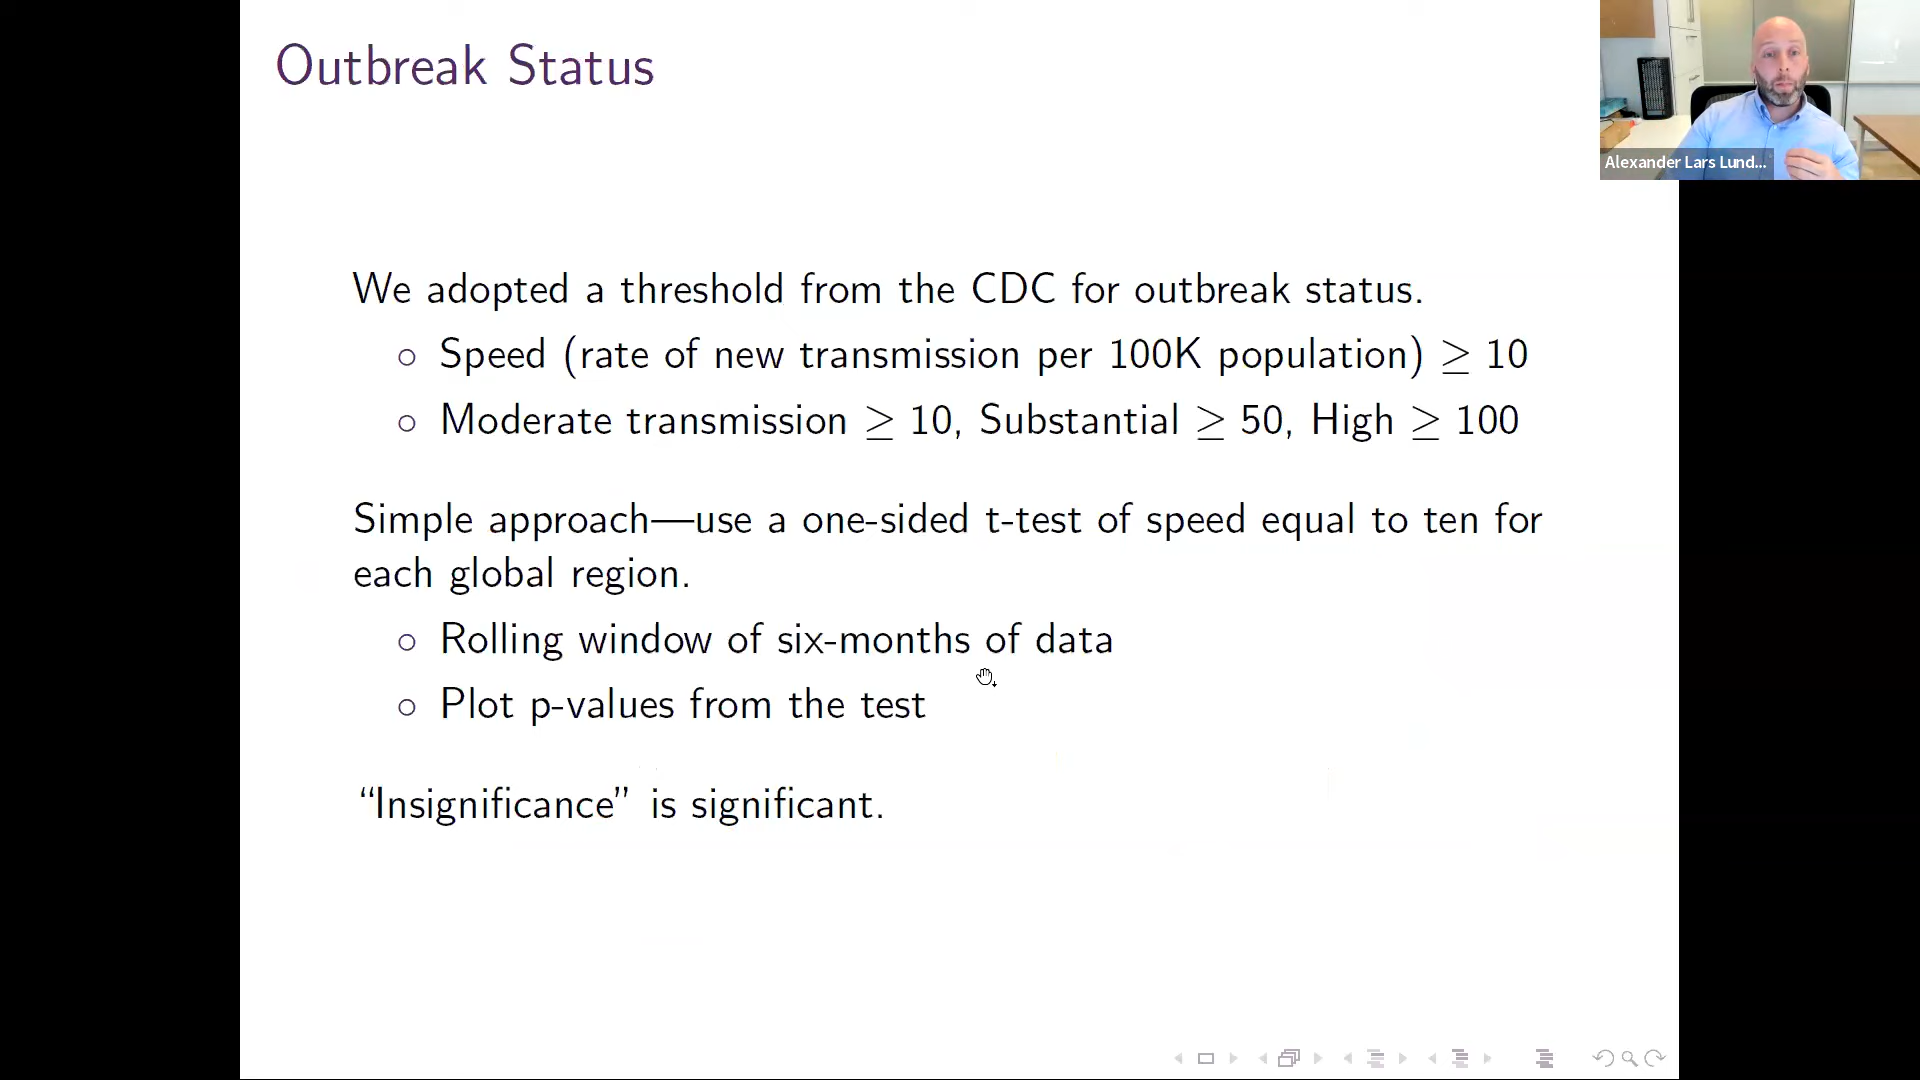 Outbreak Status
Alexander Lars Lund...
We adopted a threshold from the CDC for outbreak status.
○ Speed (rate of new transmission per 100K population) ≥ 10
○ Moderate transmission ≥ 10, Substantial ≥ 50, High ≥ 100
Simple approach—use a one-sided t-test of speed equal to ten for
each global region.
○ Rolling window of six-months of data
○ Plot p-values from the test
“Insignificance” is significant.